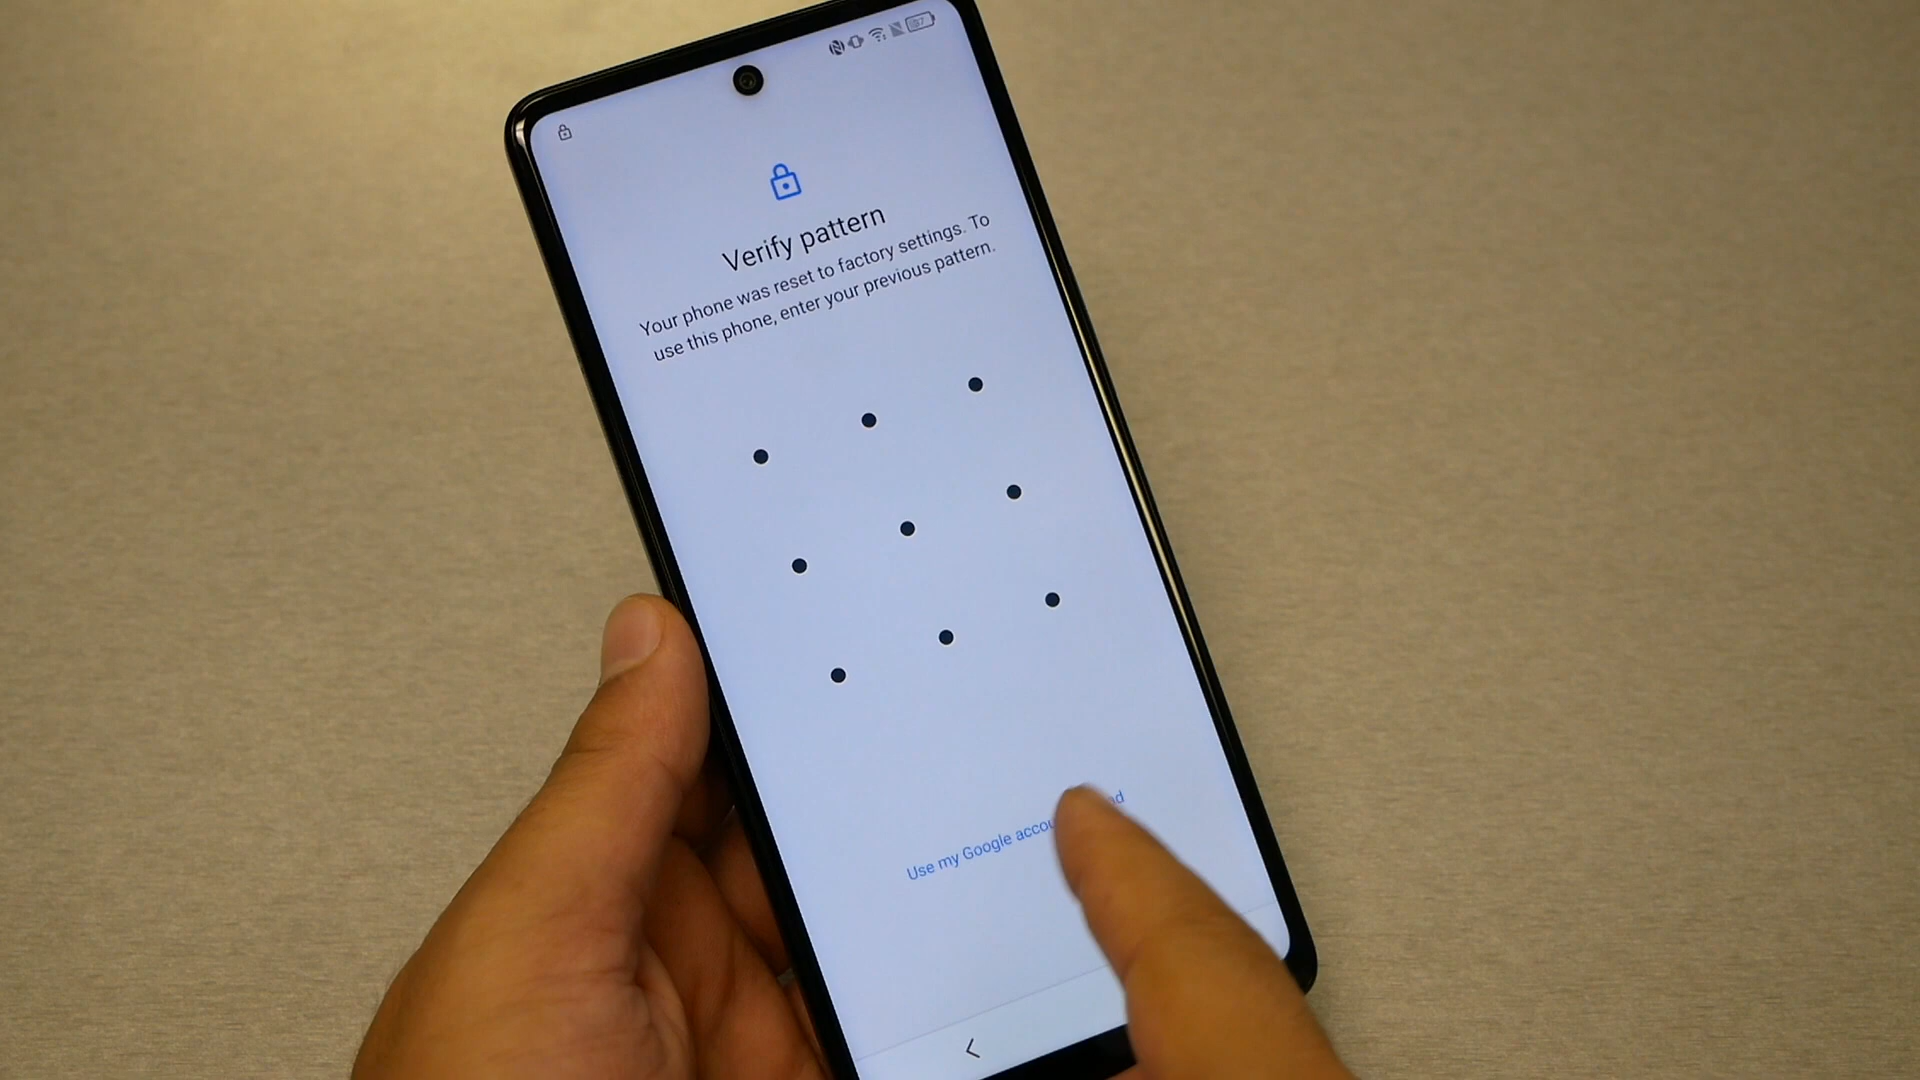 Verify pattern
Your phone was reset to factory settings. To
use this phone, enter your previous pattern.
Use my Google